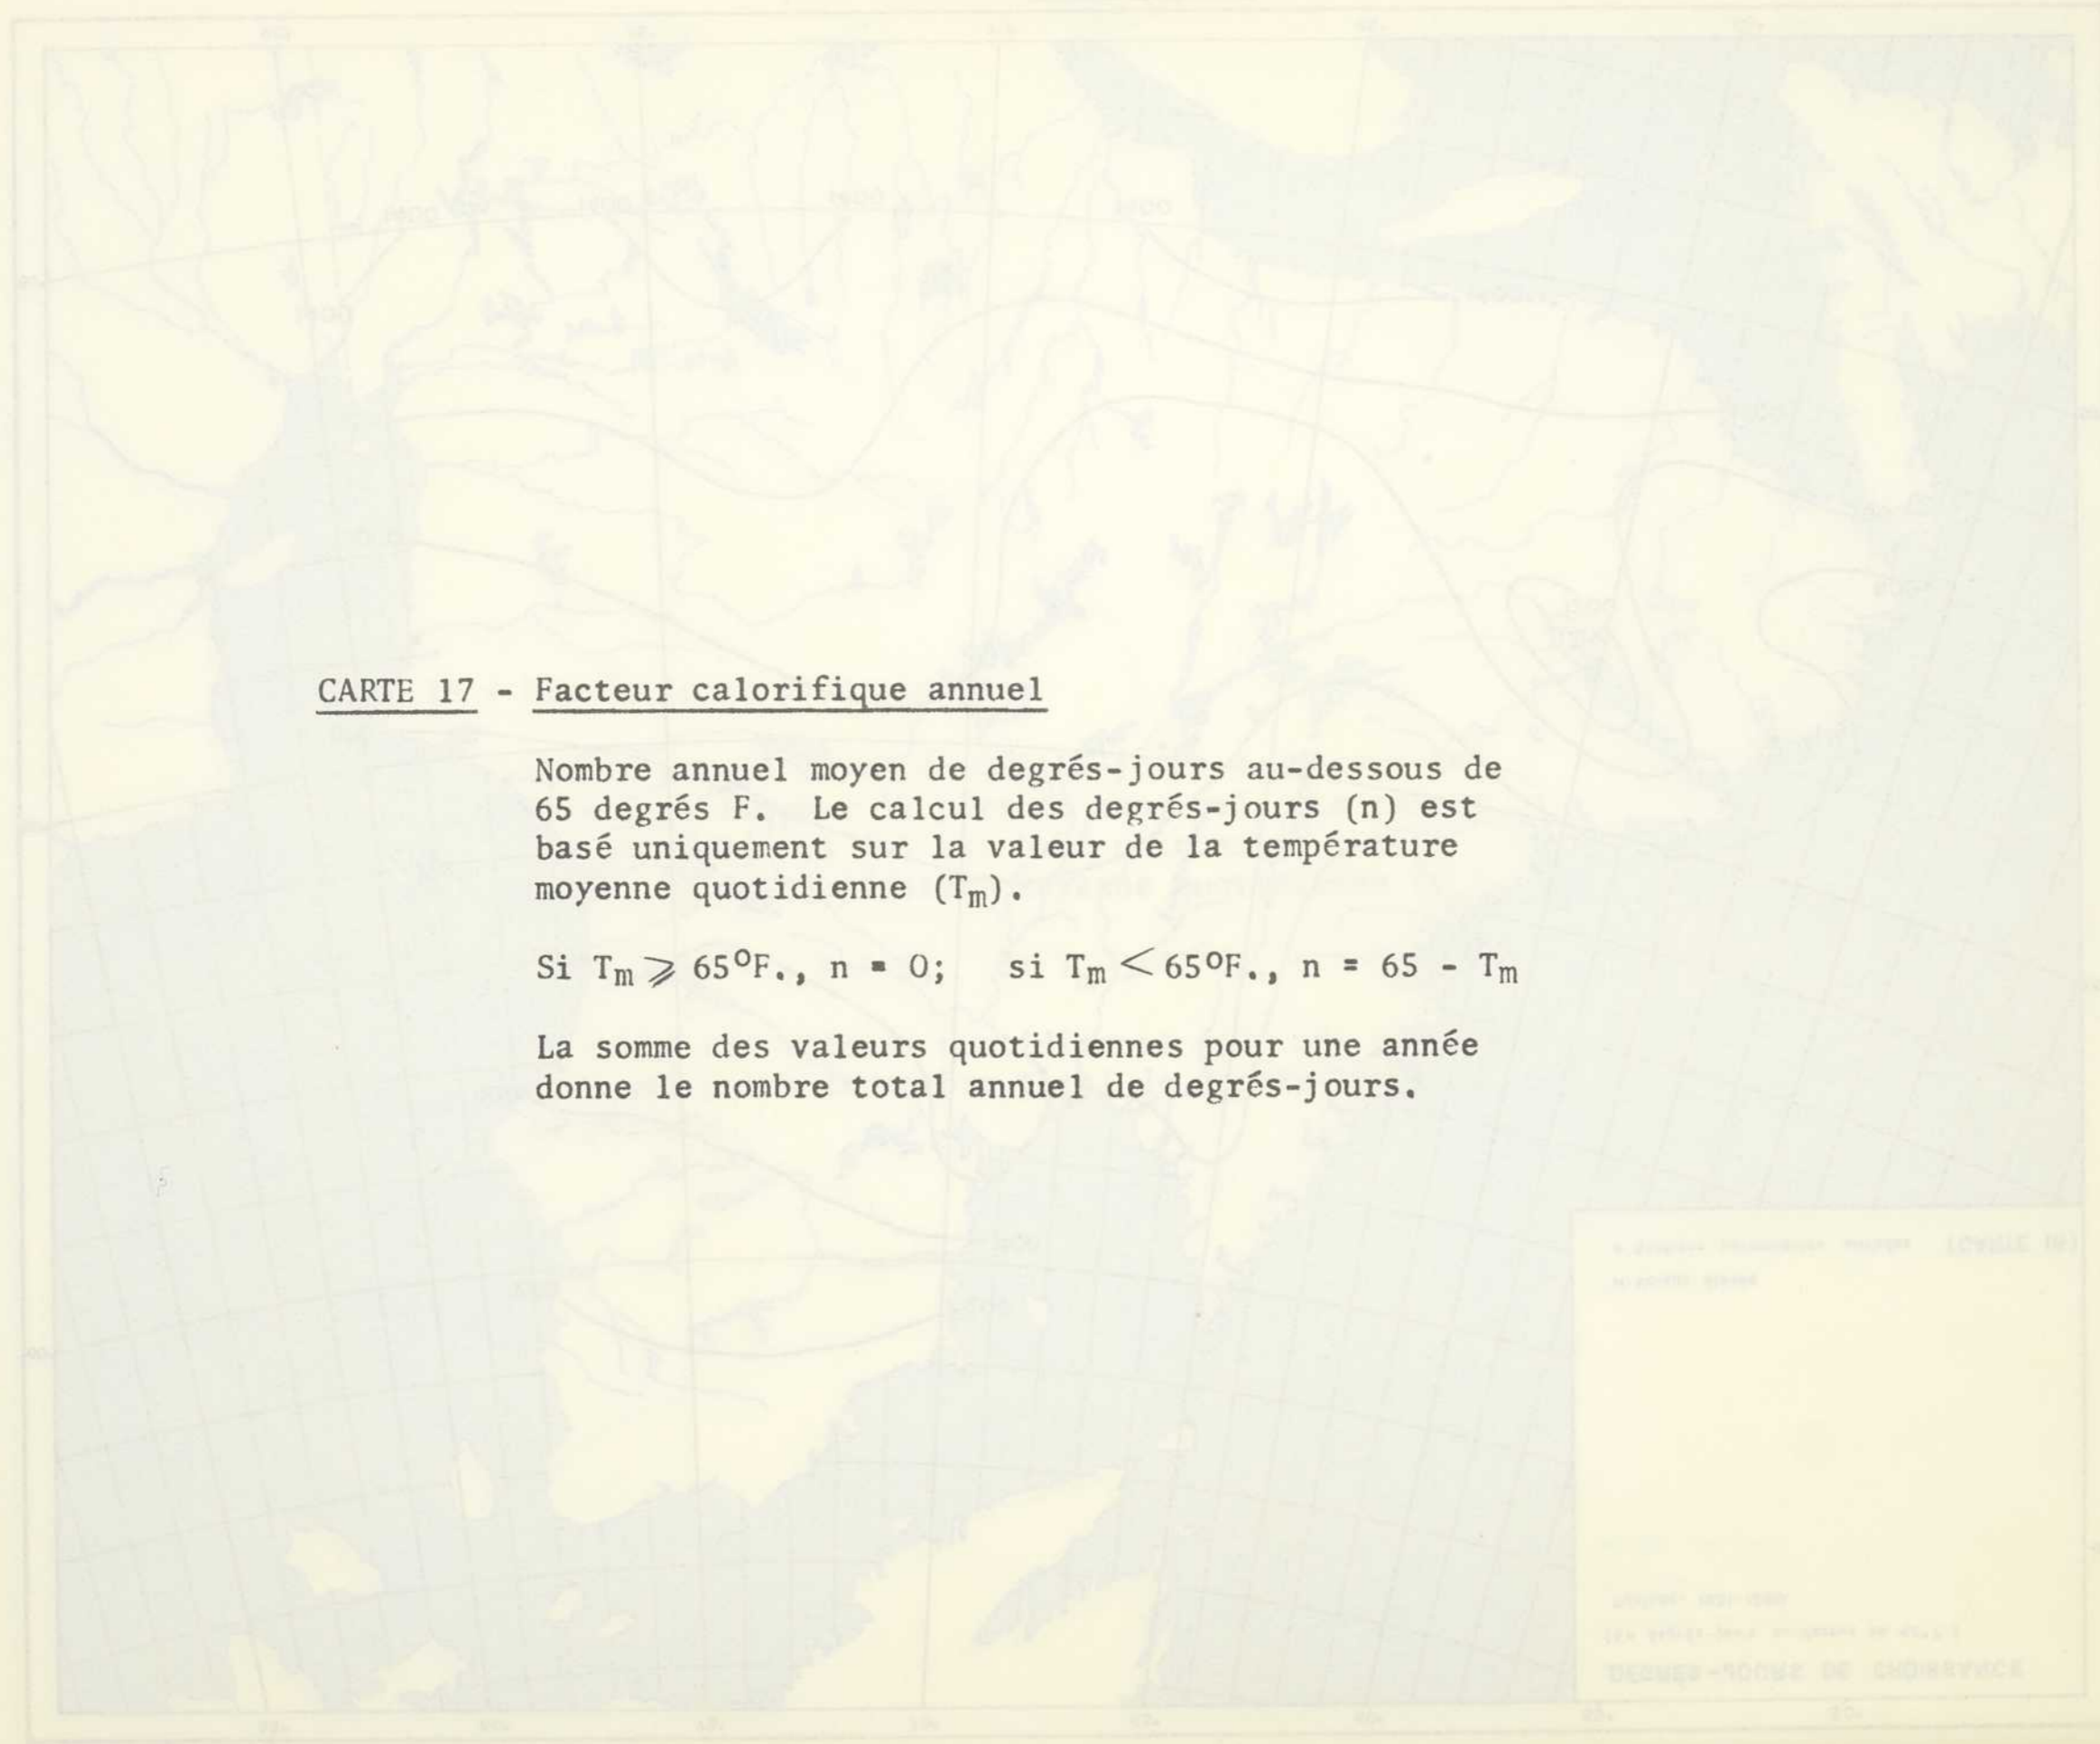 CARTE 17 - Facteur calorifique annuel
Nombre annuel moyen de degrés-jours au-dessous de
65 degrés F. Le calcul des degrés-jours (n) est
basé uniquement sur la valeur de la température
moyenne quotidienne (Tm).
Si Tm ⩾ 65°F., n = 0; si Tm < 65°F., n = 65 - Tm
La somme des valeurs quotidiennes pour une année
donne le nombre total annuel de degrés-jours.